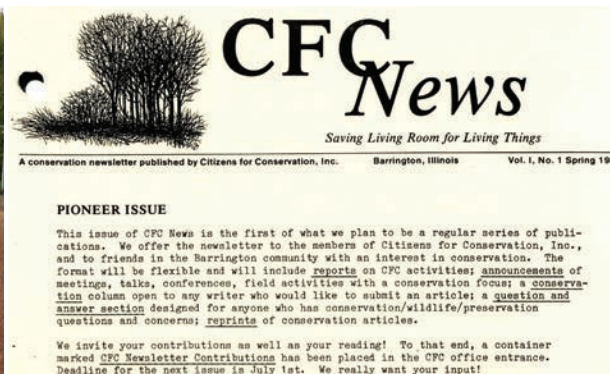 CFC
News
Saving Living Room for Living Things
A conservation newsletter published by Citizens for Conservation, Inc. Barrington, Illinois Vol. I, No. 1 Spring 19
PIONEER ISSUE
This issue of CFC News is the first of what we plan to be a regular series of publi-
cations. We offer the newsletter to the members of Citizens for Conservation, Inc.,
and to friends in the Barrington community with an interest in conservation. The
format will be flexible and will include reports on CFC activities; announcements of
meetings, talks, conferences, field activities with a conservation focus; a conserva-
tion column open to any writer who would like to submit an article; a question and
answer section designed for anyone who has conservation/wildlife/preservation
questions and concerns; reprints of conservation articles.
We invite your contributions as well as your reading! To that end, a container
marked CFC Newsletter Contributions has been placed in the CFC office entrance.
Deadline for the next issue is July 1st. We really want your input!